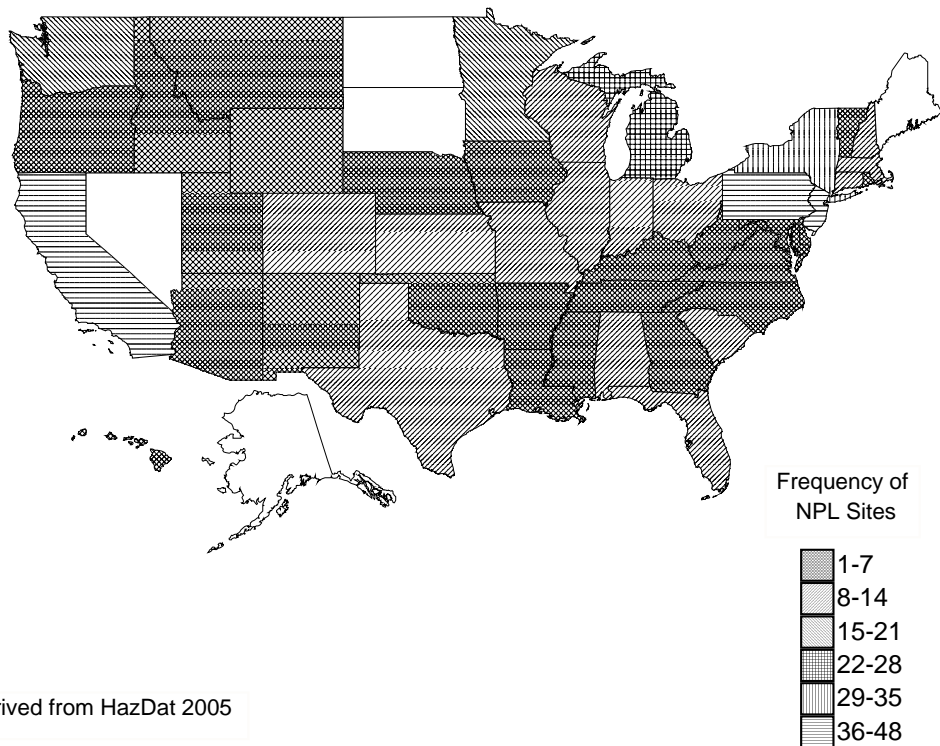 Frequency of
NPL Sites
1-7
8-14
15-21
22-28
29-35
36-48
rived from HazDat 2005